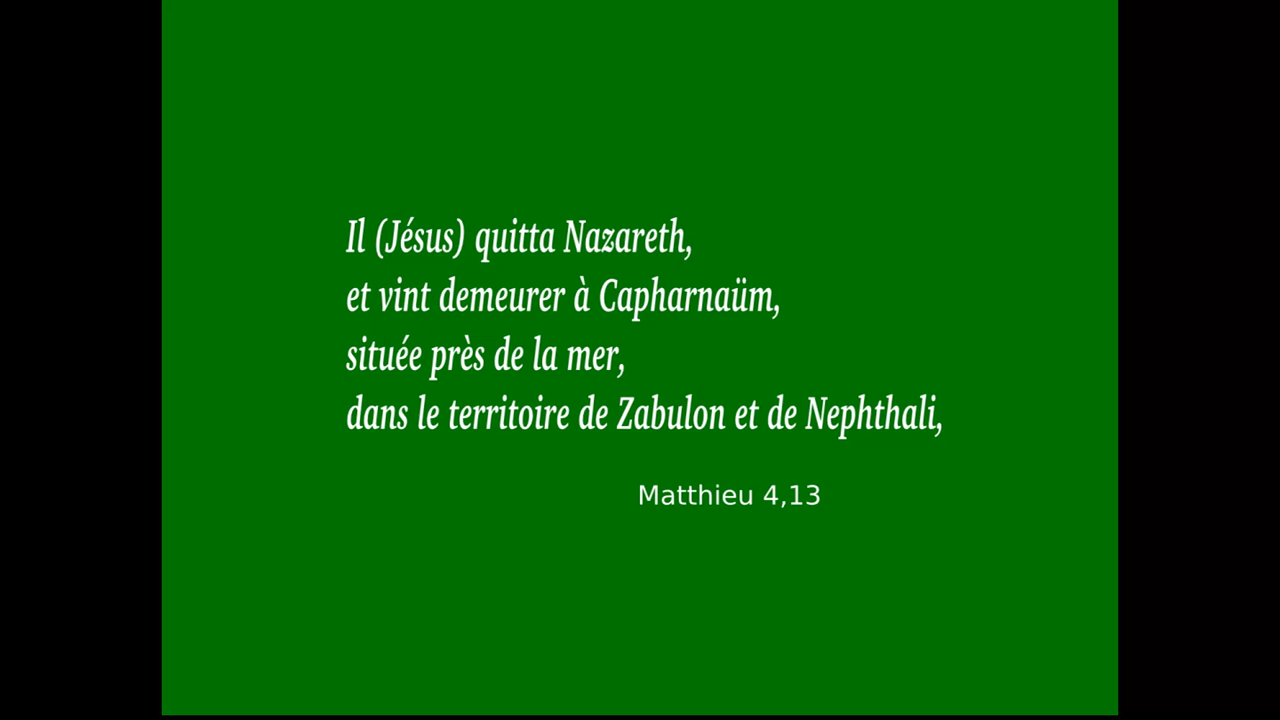 Il (Jésus) quitta Nazareth,
et vint demeurer à Capharnaüm,
située près de la mer,
dans le territoire de Zabulon et de Nephthali,
Matthieu 4,13